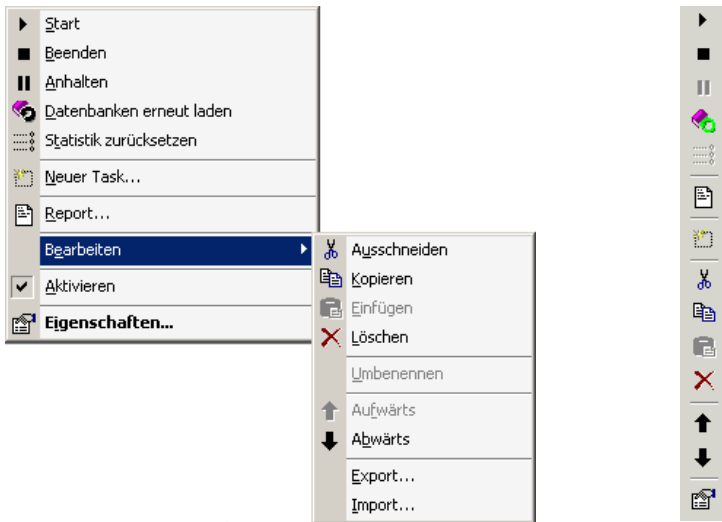 Start
Beenden
Anhalten
Datenbanken erneut laden
Statistik zurücksetzen
Neuer Task...
Report...
Bearbeiten
Aktivieren
Eigenschaften...
Ausschneiden
Kopieren
Einfügen
Löschen
Umbenennen
Aufwärts
Abwärts
Export...
Import...